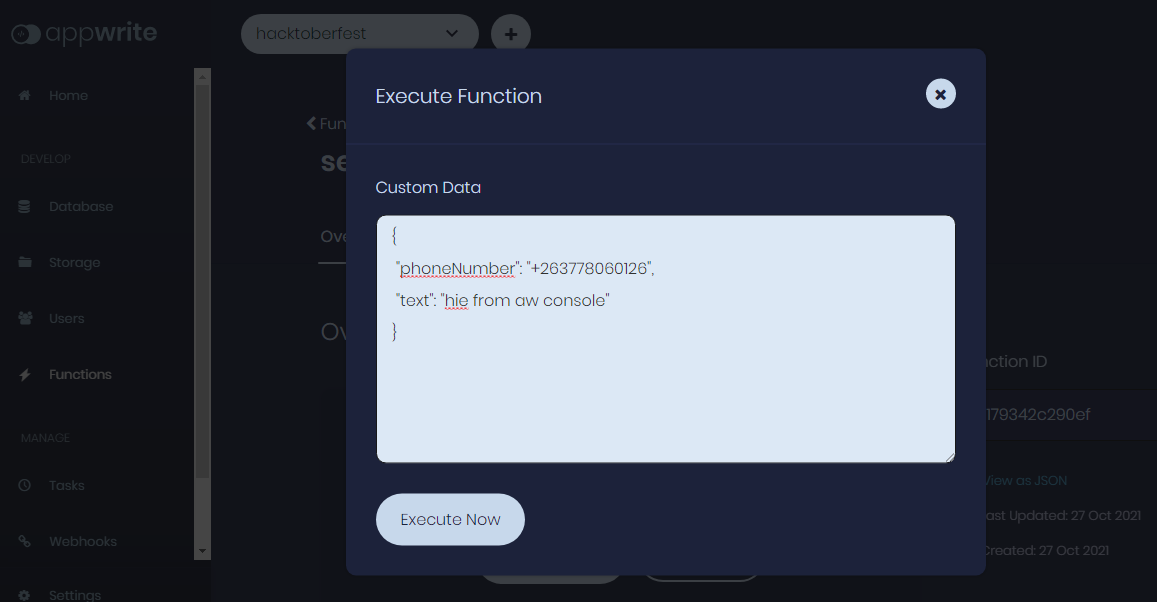 appwrite
hacktoberfest
Home
DEVELOP
Database
Storage
Users
Functions
MANAGE
Tasks
Webhooks
Settings
Execute Function
Custom Data
{
"phoneNumber": "+263778060126",
"text": "hie from aw console"
}
Execute Now
Fun
se
Ove
Ov
nction ID
179342c290ef
View as JSON
ast Updated: 27 Oct 2021
Created: 27 Oct 2021